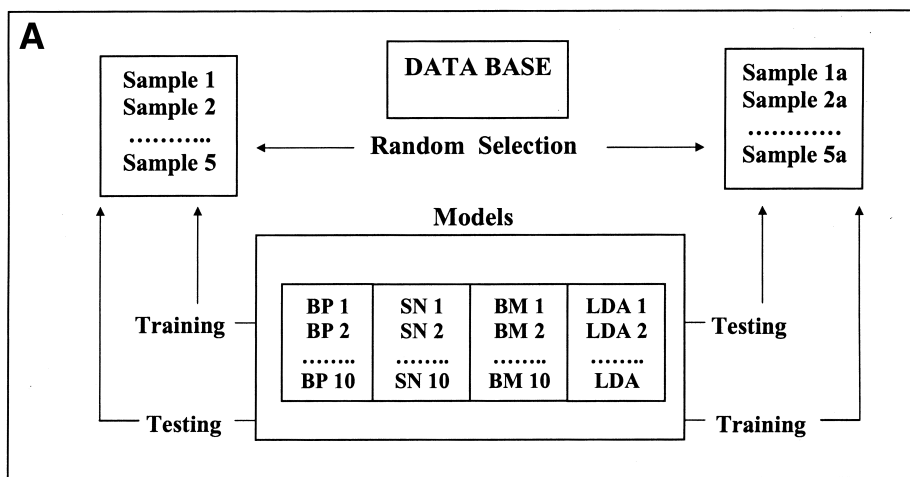 A
Sample 1
Sample 2
………..
Sample 5
DATA BASE
Random Selection
Sample 1a
Sample 2a
…………
Sample 5a
Models
BP 1
BP 2
……..
BP 10
SN 1
SN 2
……..
SN 10
BM 1
BM 2
……..
BM 10
LDA 1
LDA 2
……..
LDA
Training
Testing
Testing
Training